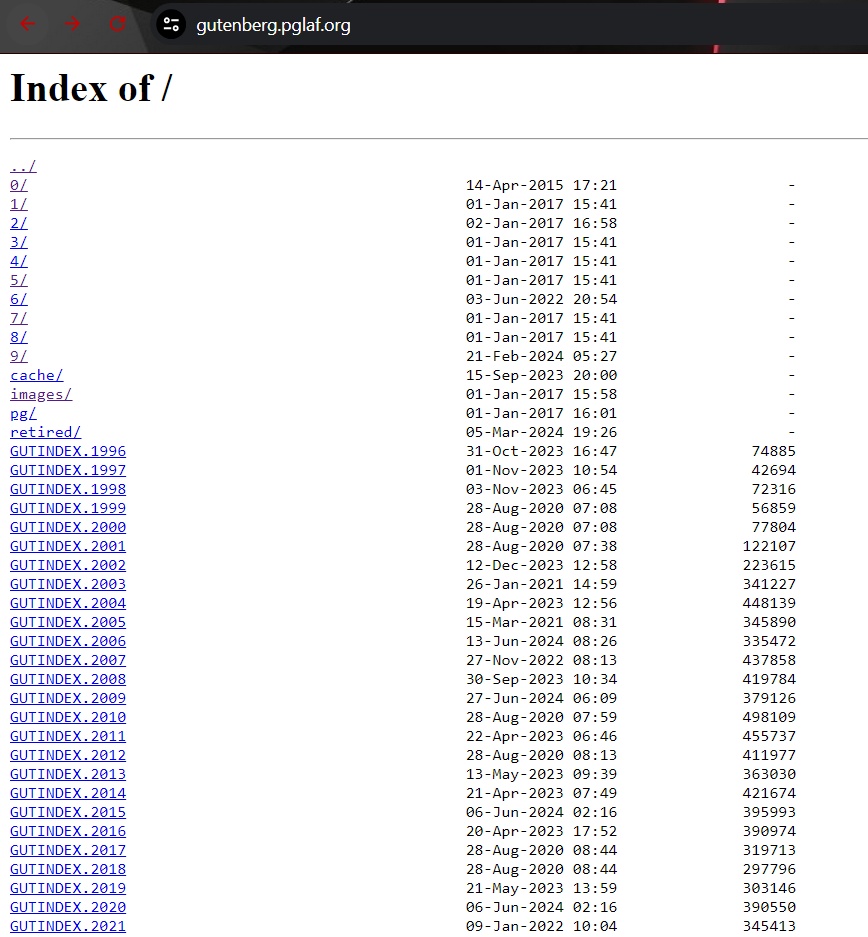 gutenberg.pglaf.org
Index of /
../
0/ 14-Apr-2015 17:21 -
1/ 01-Jan-2017 15:41 -
2/ 02-Jan-2017 16:58 -
3/ 01-Jan-2017 15:41 -
4/ 01-Jan-2017 15:41 -
5/ 01-Jan-2017 15:41 -
6/ 03-Jun-2022 20:54 -
7/ 01-Jan-2017 15:41 -
8/ 01-Jan-2017 15:41 -
9/ 21-Feb-2024 05:27 -
cache/ 15-Sep-2023 20:00 -
images/ 01-Jan-2017 15:58 -
pg/ 01-Jan-2017 16:01 -
retired/ 05-Mar-2024 19:26 -
GUTINDEX.1996 31-Oct-2023 16:47 74885
GUTINDEX.1997 01-Nov-2023 10:54 42694
GUTINDEX.1998 03-Nov-2023 06:45 72316
GUTINDEX.1999 28-Aug-2020 07:08 56859
GUTINDEX.2000 28-Aug-2020 07:08 77804
GUTINDEX.2001 28-Aug-2020 07:38 122107
GUTINDEX.2002 12-Dec-2023 12:58 223615
GUTINDEX.2003 26-Jan-2021 14:59 341227
GUTINDEX.2004 19-Apr-2023 12:56 448139
GUTINDEX.2005 15-Mar-2021 08:31 345890
GUTINDEX.2006 13-Jun-2024 08:26 335472
GUTINDEX.2007 27-Nov-2022 08:13 437858
GUTINDEX.2008 30-Sep-2023 10:34 419784
GUTINDEX.2009 27-Jun-2024 06:09 379126
GUTINDEX.2010 28-Aug-2020 07:59 498109
GUTINDEX.2011 22-Apr-2023 06:46 455737
GUTINDEX.2012 28-Aug-2020 08:13 411977
GUTINDEX.2013 13-May-2023 09:39 363030
GUTINDEX.2014 21-Apr-2023 07:49 421674
GUTINDEX.2015 06-Jun-2024 02:16 395993
GUTINDEX.2016 20-Apr-2023 17:52 390974
GUTINDEX.2017 28-Aug-2020 08:44 319713
GUTINDEX.2018 28-Aug-2020 08:44 297796
GUTINDEX.2019 21-May-2023 13:59 303146
GUTINDEX.2020 06-Jun-2024 02:16 390550
GUTINDEX.2021 09-Jan-2022 10:04 345413